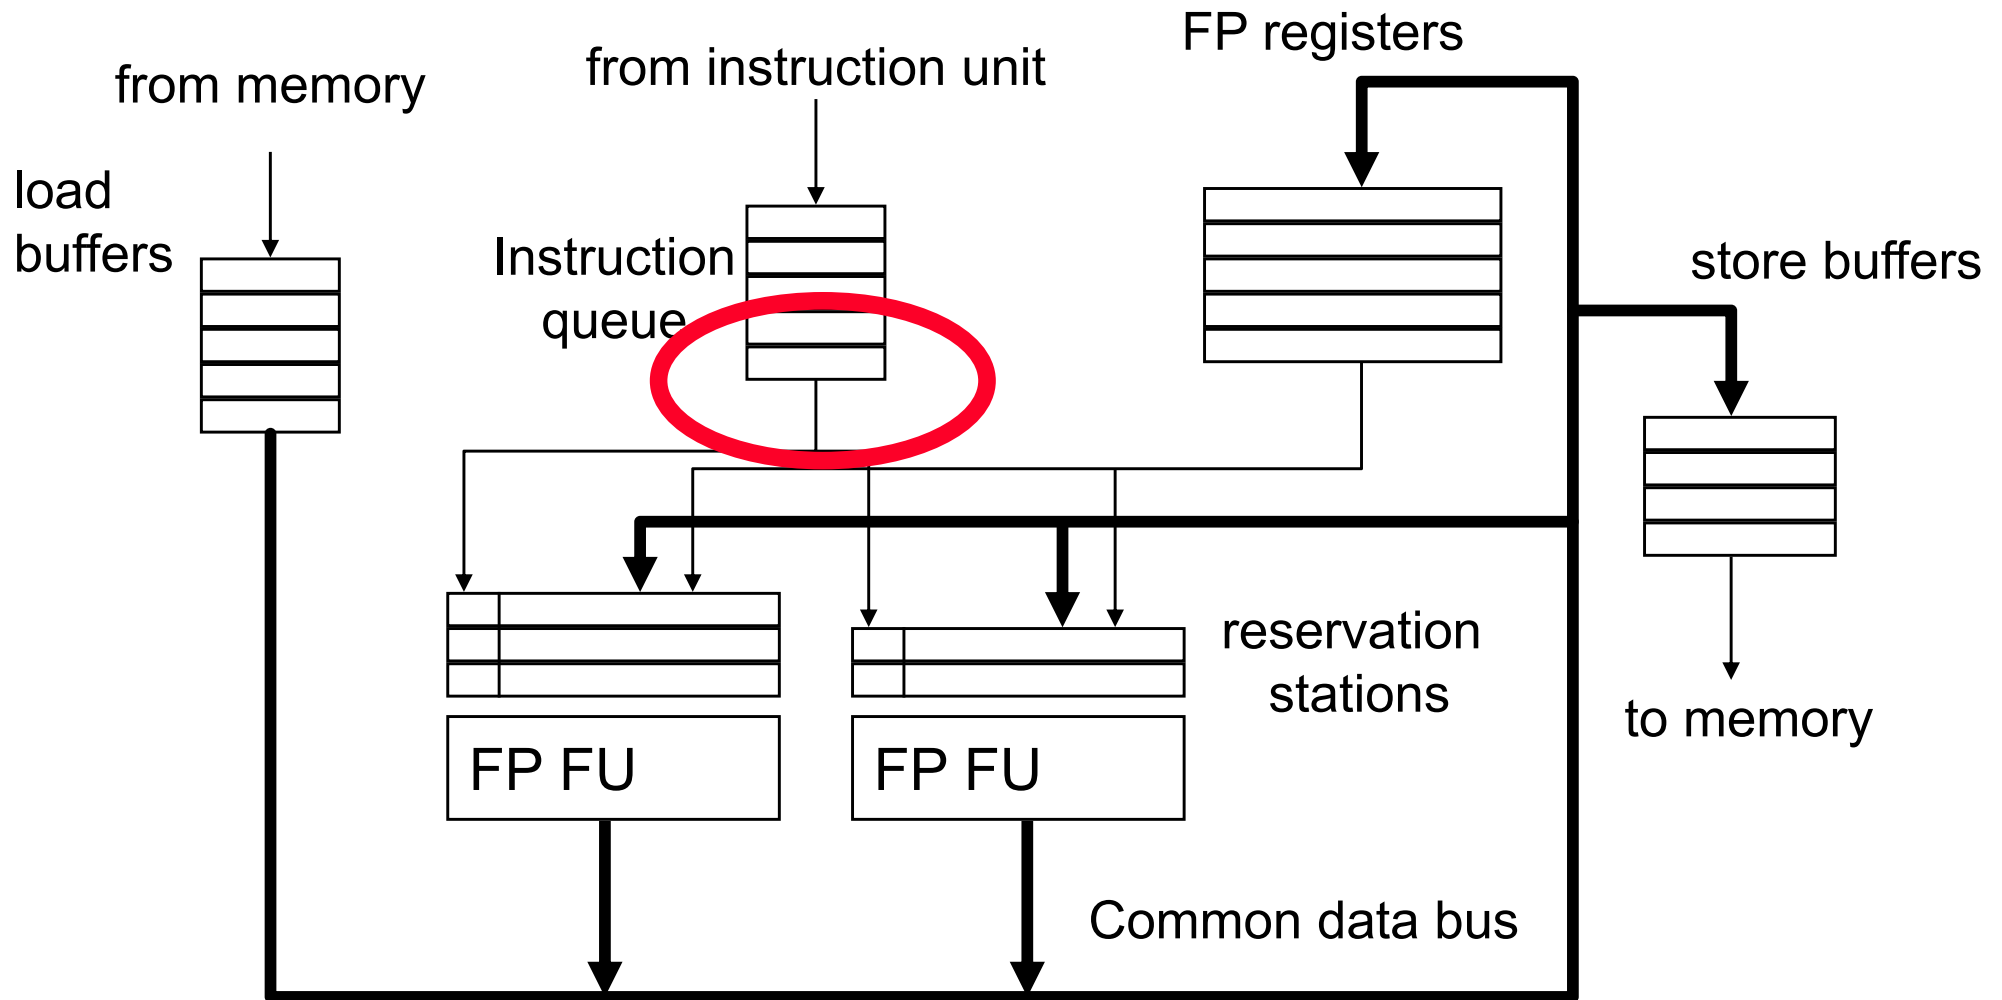 FP registers
from instruction unit
from memory
load
buffers
Instruction
queue
store buffers
reservation
stations
to memory
FP FU
FP FU
Common data bus